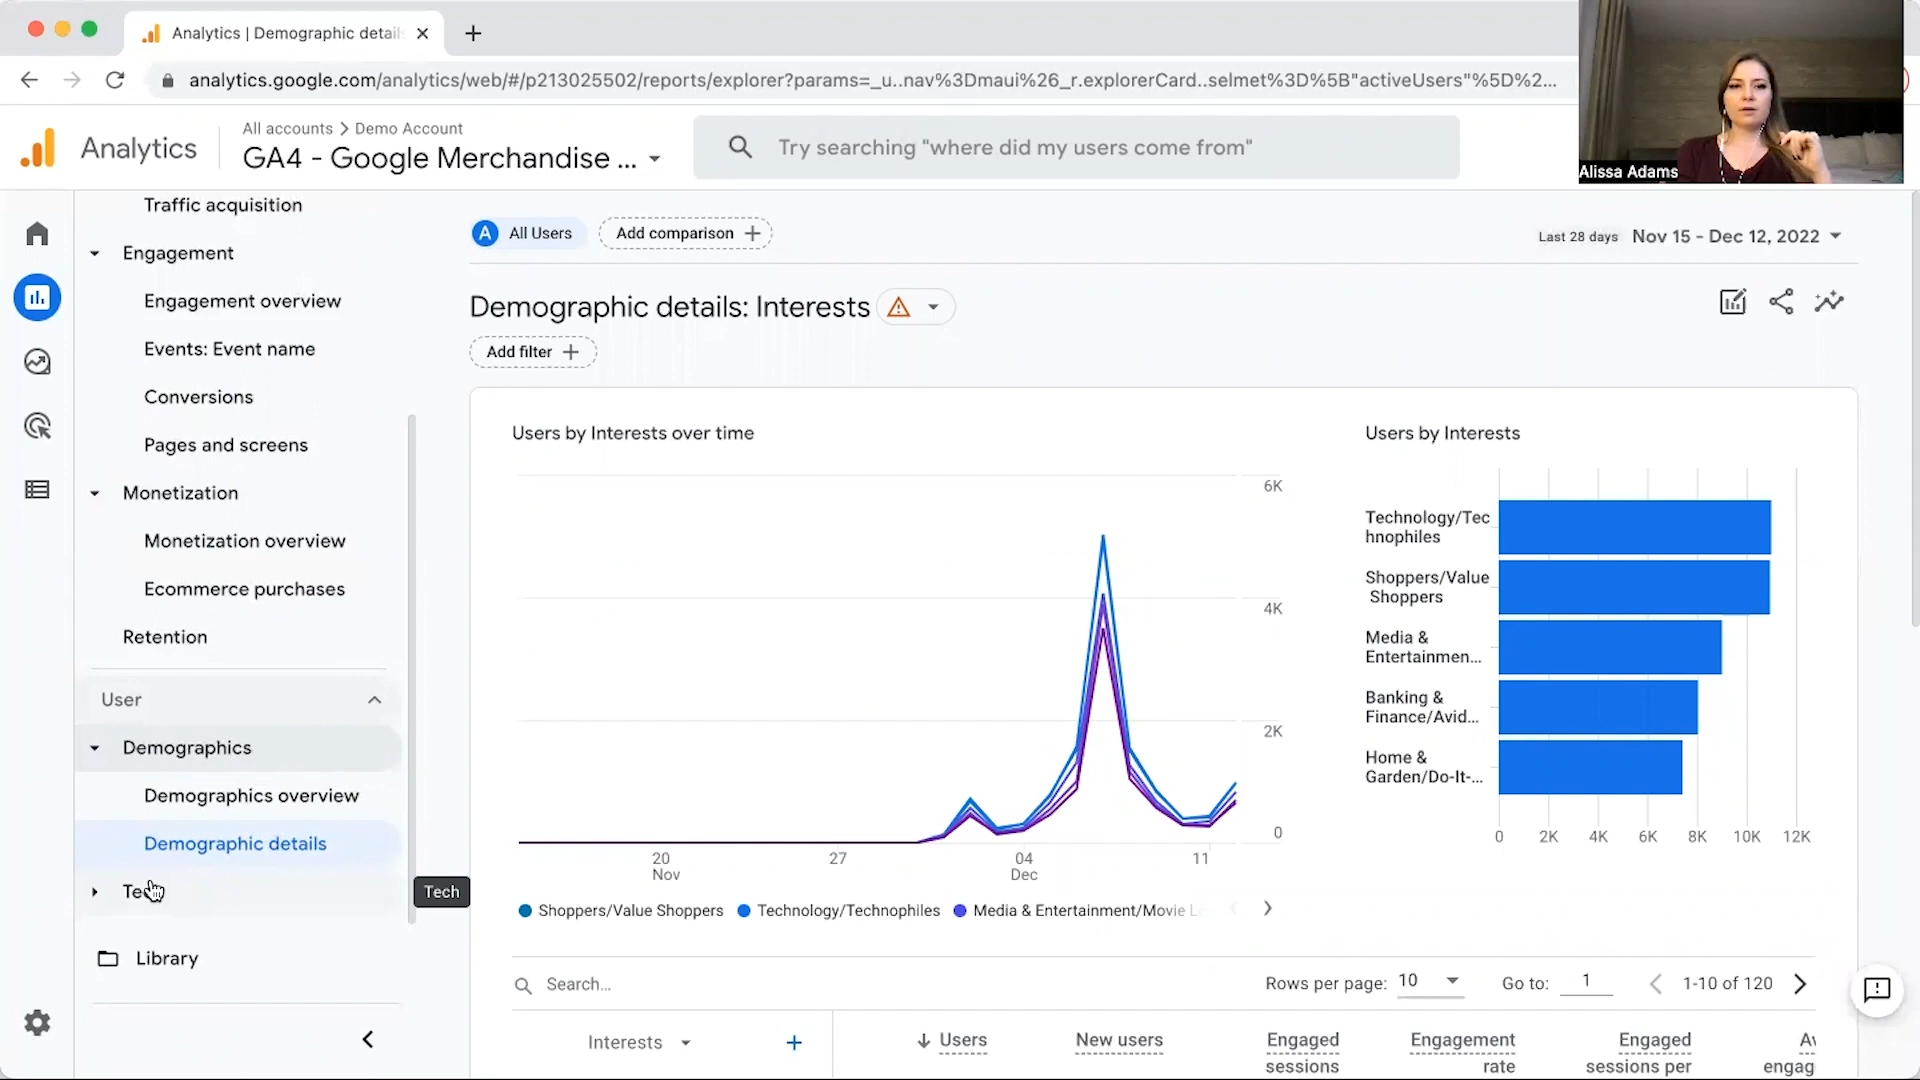 Analytics | Demographic detail
analytics.google.com/analytics/web/#/p213025502/reports/explorer?params=_u..nav%3Dmaui%26_r.explorerCard..selmet%3D%5B"activeUsers"%5D%2...
Alissa Adams
Analytics
All accounts > Demo Account
GA4 - Google Merchandise ...
Try searching "where did my users come from"
Traffic acquisition
Engagement
Engagement overview
Events: Event name
Conversions
Pages and screens
Monetization
Monetization overview
Ecommerce purchases
Retention
User
Demographics
Demographics overview
Demographic details
Tech
Library
A All Users
Add comparison +
Last 28 days Nov 15 - Dec 12, 2022
Demographic details: Interests
Add filter +
Users by Interests over time
6K
4K
2K
0
20
Nov
27
04
Dec
11
Shoppers/Value Shoppers
Technology/Technophiles
Media & Entertainment/Movie L
Users by Interests
Technology/Tec
hnophiles
Shoppers/Value
Shoppers
Media &
Entertainmen...
Banking &
Finance/Avid...
Home &
Garden/Do-It-...
0 2K 4K 6K 8K 10K 12K
Search...
Rows per page: 10
Go to: 1
1-10 of 120
Interests
Users
New users
Engaged
sessions
Engagement
rate
Engaged
sessions per
Av
engag
Tech